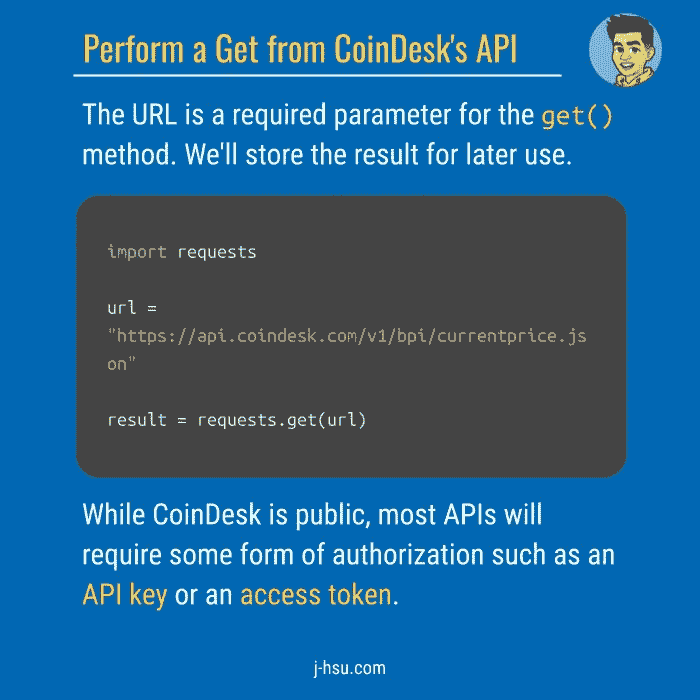 Perform a Get from CoinDesk's API
The URL is a required parameter for the get()
method. We'll store the result for later use.
import requests
url =
"https://api.coindesk.com/v1/bpi/currentprice.js
on"
result = requests.get(url)
While CoinDesk is public, most APIs will
require some form of authorization such as an
API key or an access token.
j-hsu.com